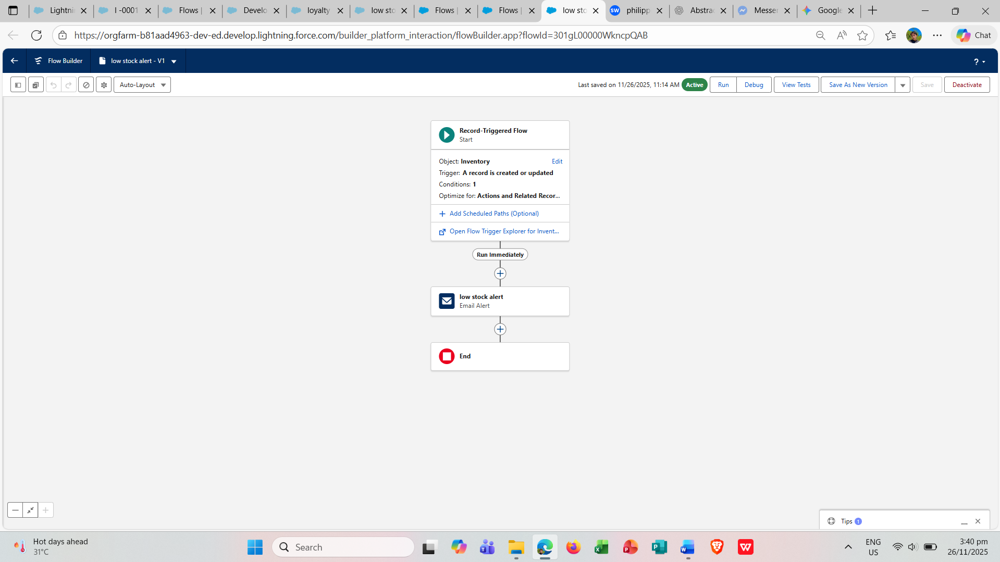 Lightni
I -0001
Flows |
Develo
loyalty
low sto
Flows |
Flows |
low sto
SW
philipp
Abstra
Messer
Google
https://orgfarm-b81aad4963-dev-ed.develop.lightning.force.com/builder_platform_interaction/flowBuilder.app?flowId=301gL00000WkncpQAB
Chat
Flow Builder
low stock alert - V1
?
Auto-Layout
Last saved on 11/26/2025, 11:14 AM
Active
Run
Debug
View Tests
Save As New Version
Save
Deactivate
Record-Triggered Flow
Start
Object: Inventory
Edit
Trigger: A record is created or updated
Conditions: 1
Optimize for: Actions and Related Recor...
Add Scheduled Paths (Optional)
Open Flow Trigger Explorer for Invent...
Run Immediately
low stock alert
Email Alert
End
Tips 1
Hot days ahead
31°C
Search
ENG
US
3:40 pm
26/11/2025